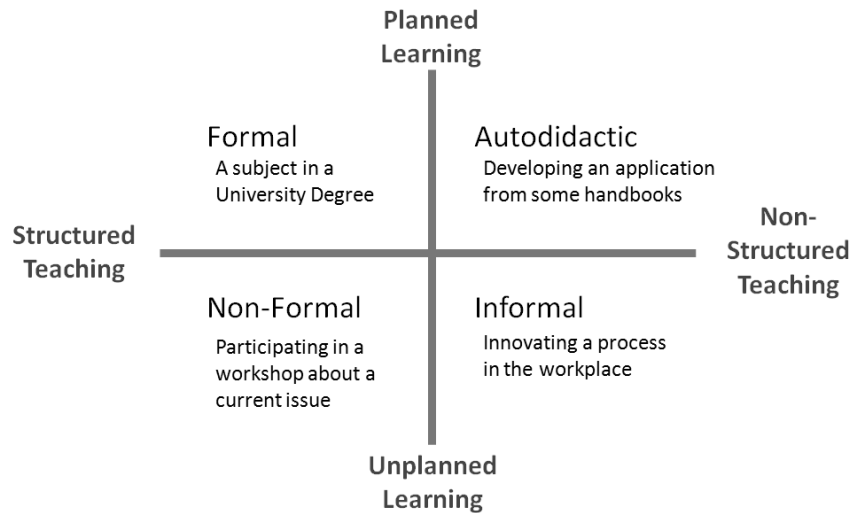 Planned
Learning
Formal
A subject in a
University Degree
Autodidactic
Developing an application
from some handbooks
Structured
Teaching
Non-
Structured
Teaching
Non-Formal
Participating in a
workshop about a
current issue
Informal
Innovating a process
in the workplace
Unplanned
Learning